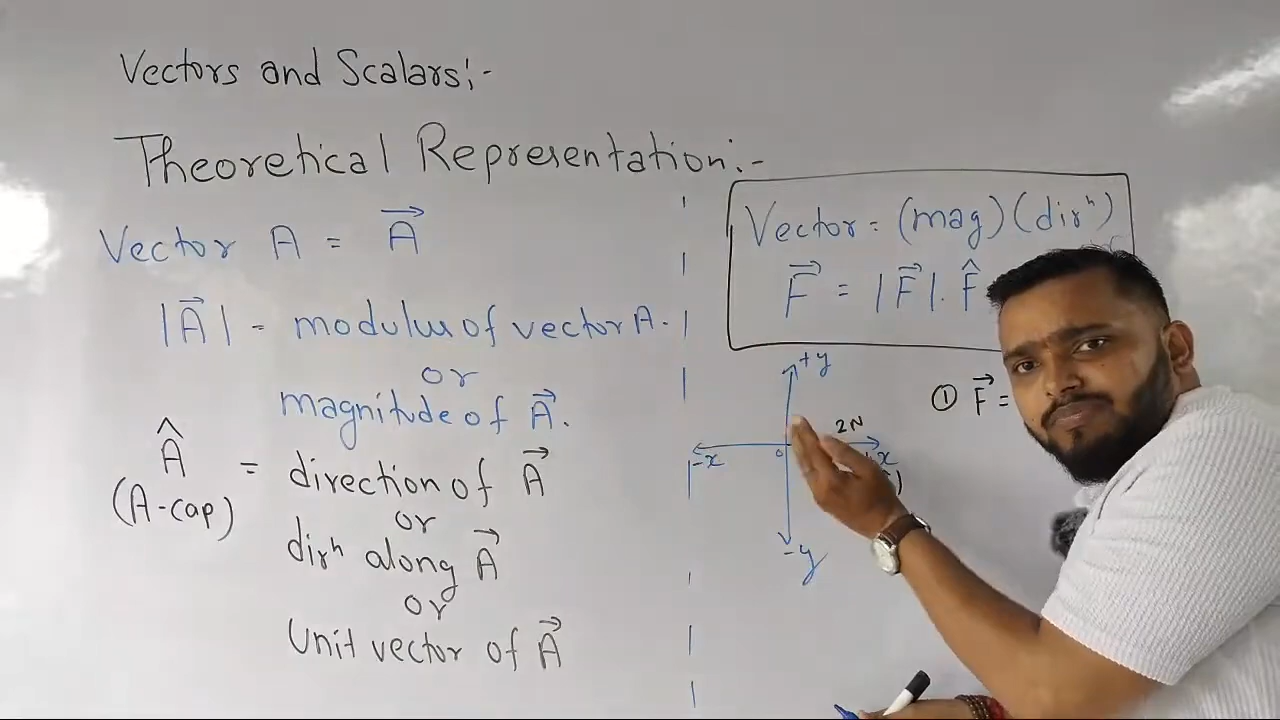 Vectors and Scalars:-
Theoretical Representation:-
Vector A = A⃗
|A⃗| - modulus of vector A.
or
magnitude of A⃗.
Â = direction of A⃗
(A-cap)
or
dirⁿ along A⃗
or
Unit vector of A⃗
Vector = (mag)(dirⁿ)
F⃗ = |F⃗|. F̂
+y
2N
-x
o
x
-y
① F⃗ =